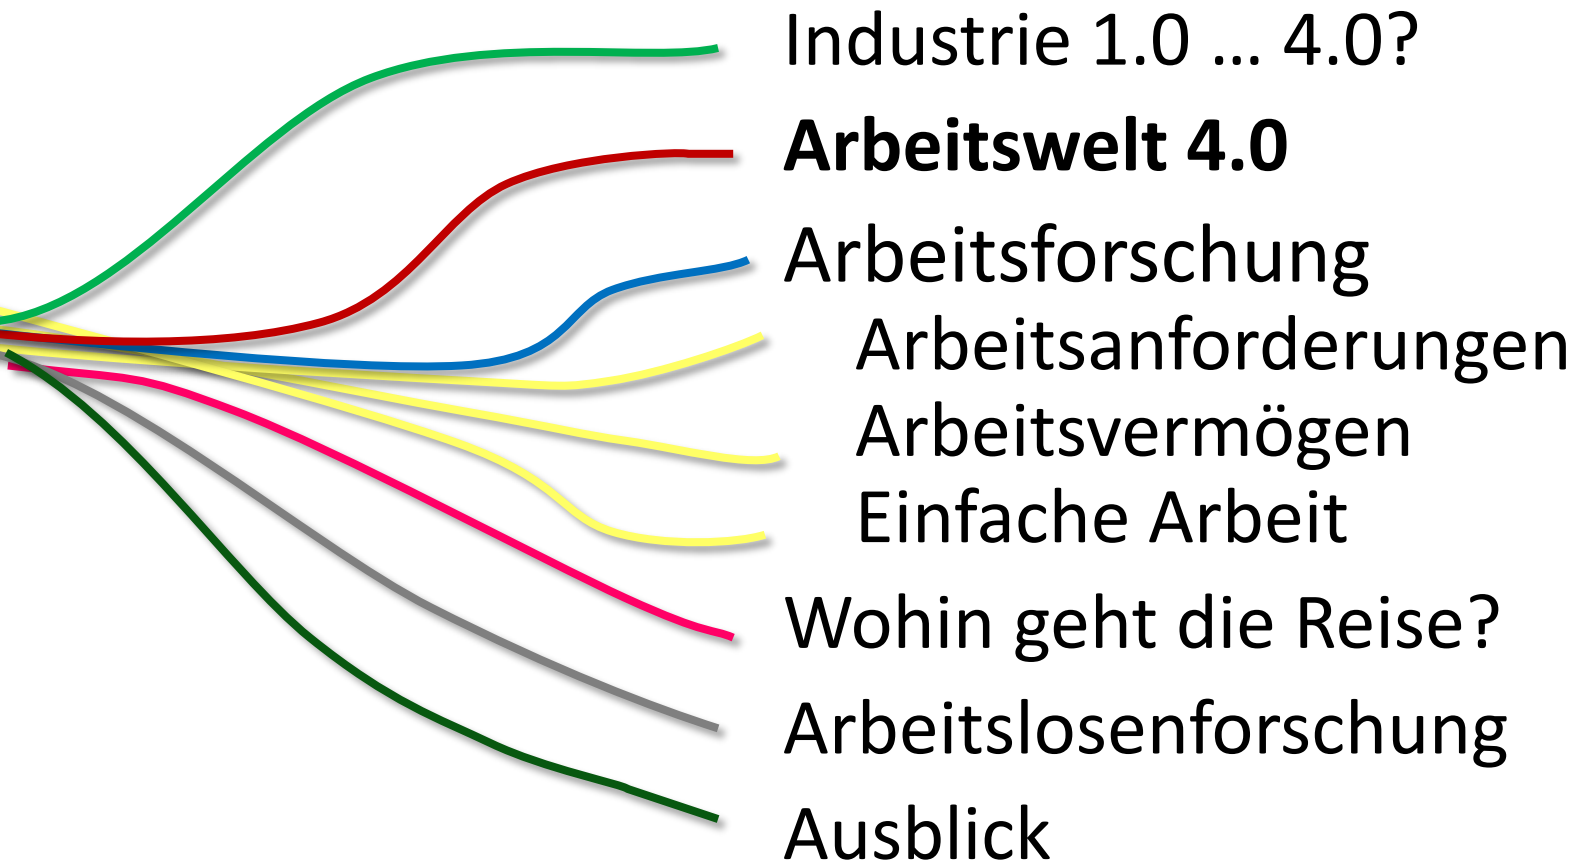 Industrie 1.0 … 4.0?
Arbeitswelt 4.0
Arbeitsforschung
Arbeitsanforderungen
Arbeitsvermögen
Einfache Arbeit
Wohin geht die Reise?
Arbeitslosenforschung
Ausblick